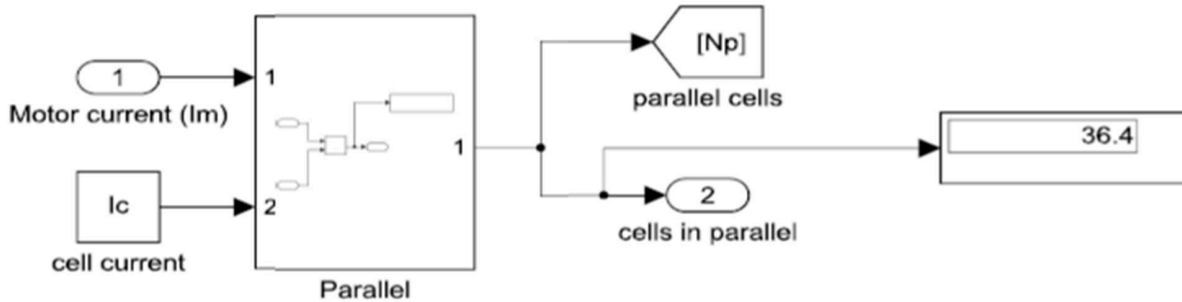 [Np]
parallel cells
1
Motor current (Im)
1
1
36.4
Ic
cell current
2
2
cells in parallel
Parallel